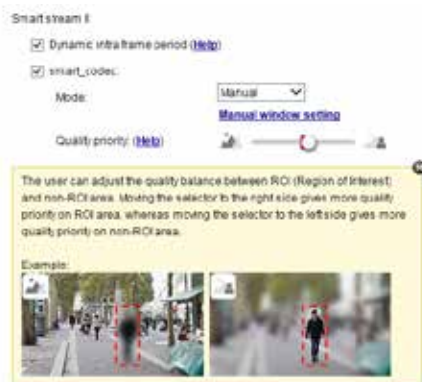 Smart stream II
Dynamic intra frame period (Help)
smart_codec:
Mode: Manual
Manual window setting
Quality priority: (Help)
The user can adjust the quality balance between ROI (Region of Interest)
and non-ROI area. Moving the selector to the right side gives more quality
priority on ROI area, whereas moving the selector to the left side gives more
quality priority on non-ROI area.
Example: